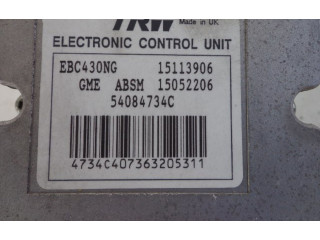 TRW
Made in UK.
ELECTRONIC CONTROL UNIT
EBC430NG 15113906
GME ABSM 15052206
54084734C
4734C407363205311